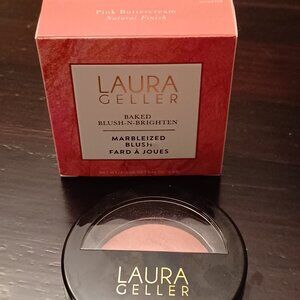 Pink Buttercream
Natural Finish
LAURA
GELLER
BAKED
BLUSH-N-BRIGHTEN
MARBLEIZED
BLUSH
FARD À JOUES
LAURA
GELLER